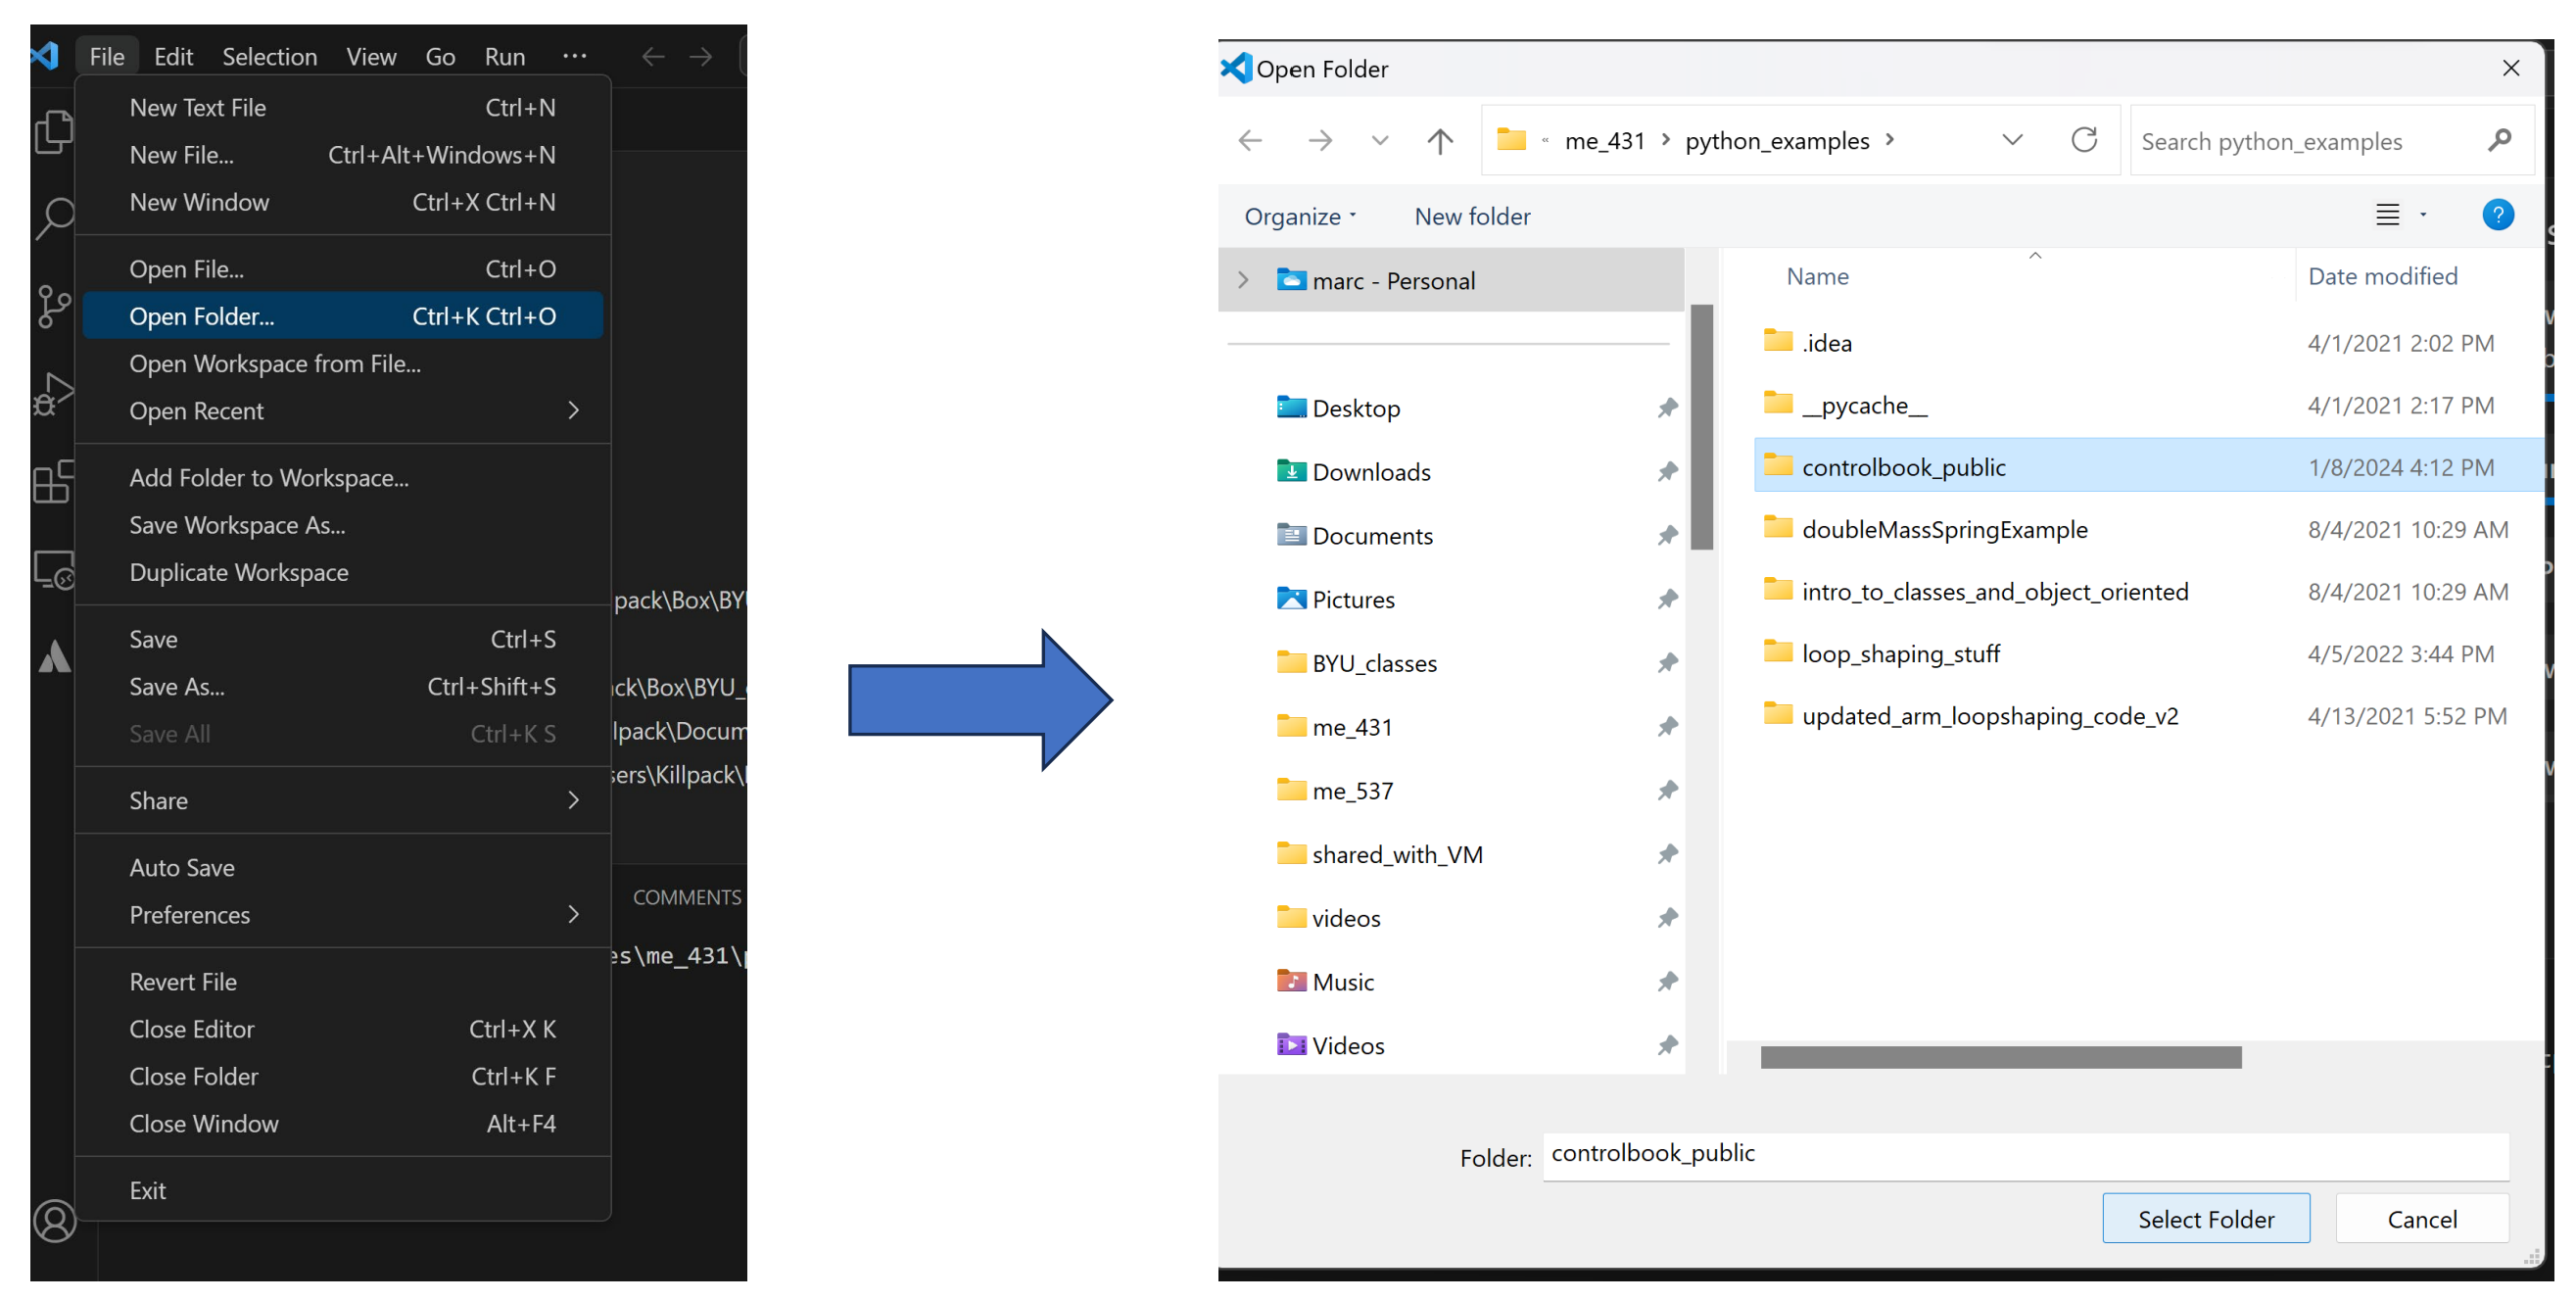 File Edit Selection View Go Run ...
New Text File Ctrl+N
New File... Ctrl+Alt+Windows+N
New Window Ctrl+X Ctrl+N
Open File... Ctrl+O
Open Folder... Ctrl+K Ctrl+O
Open Workspace from File...
Open Recent
Add Folder to Workspace...
Save Workspace As...
Duplicate Workspace
Save Ctrl+S
Save As... Ctrl+Shift+S
Save All Ctrl+K S
Share
Auto Save
Preferences
Revert File
Close Editor Ctrl+X K
Close Folder Ctrl+K F
Close Window Alt+F4
Exit
pack\Box\BYU
ck\Box\BYU_
lpack\Docum
sers\Killpack\
COMMENTS
es\me_431\
Open Folder
« me_431 > python_examples >
Search python_examples
Organize
New folder
marc - Personal
Desktop
Downloads
Documents
Pictures
BYU_classes
me_431
me_537
shared_with_VM
videos
Music
Videos
Name Date modified
.idea 4/1/2021 2:02 PM
__pycache__ 4/1/2021 2:17 PM
controlbook_public 1/8/2024 4:12 PM
doubleMassSpringExample 8/4/2021 10:29 AM
intro_to_classes_and_object_oriented 8/4/2021 10:29 AM
loop_shaping_stuff 4/5/2022 3:44 PM
updated_arm_loopshaping_code_v2 4/13/2021 5:52 PM
Folder: controlbook_public
Select Folder Cancel